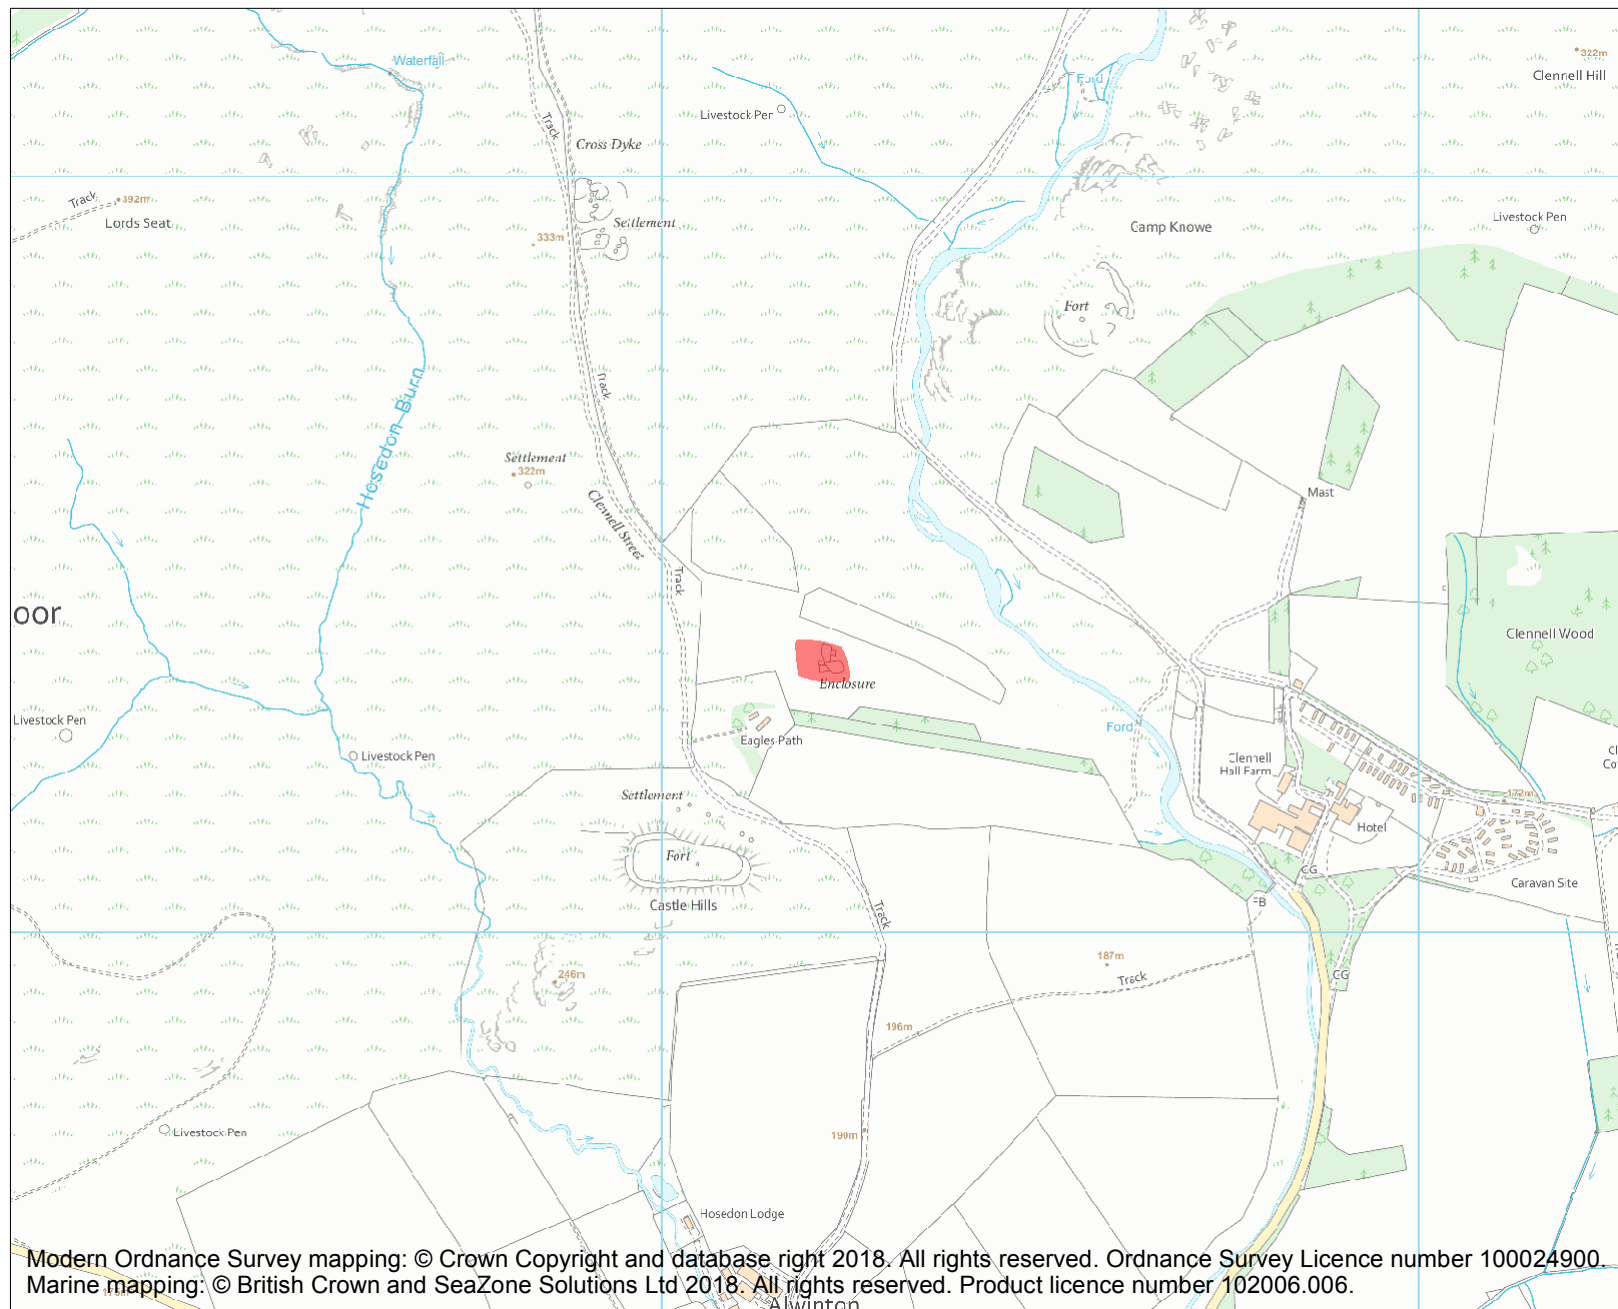 Waterfall
322m
Clennell Hill
Ford
Livestock Pen
Track
Cross Dyke
Track
392m
Lords Seat
Settlement
333m
Camp Knowe
Livestock Pen
Fort
Track
Hosedon Burn
Settlement
322m
Clennell Street
Mast
Track
oor
Clennell Wood
Enclosure
Livestock Pen
Eagles Path
Ford
Livestock Pen
Clennell
Hall Farm
Settlement
172m
Hotel
Fort
CG
Caravan Site
Castle Hills
FB
Track
187m
246m
CG
Track
196m
190m
Livestock Pen
Hosedon Lodge
Modern Ordnance Survey mapping: © Crown Copyright and database right 2018. All rights reserved. Ordnance Survey Licence number 100024900.
Marine mapping: © British Crown and SeaZone Solutions Ltd 2018. All rights reserved. Product licence number 102006.006.
Alwinton